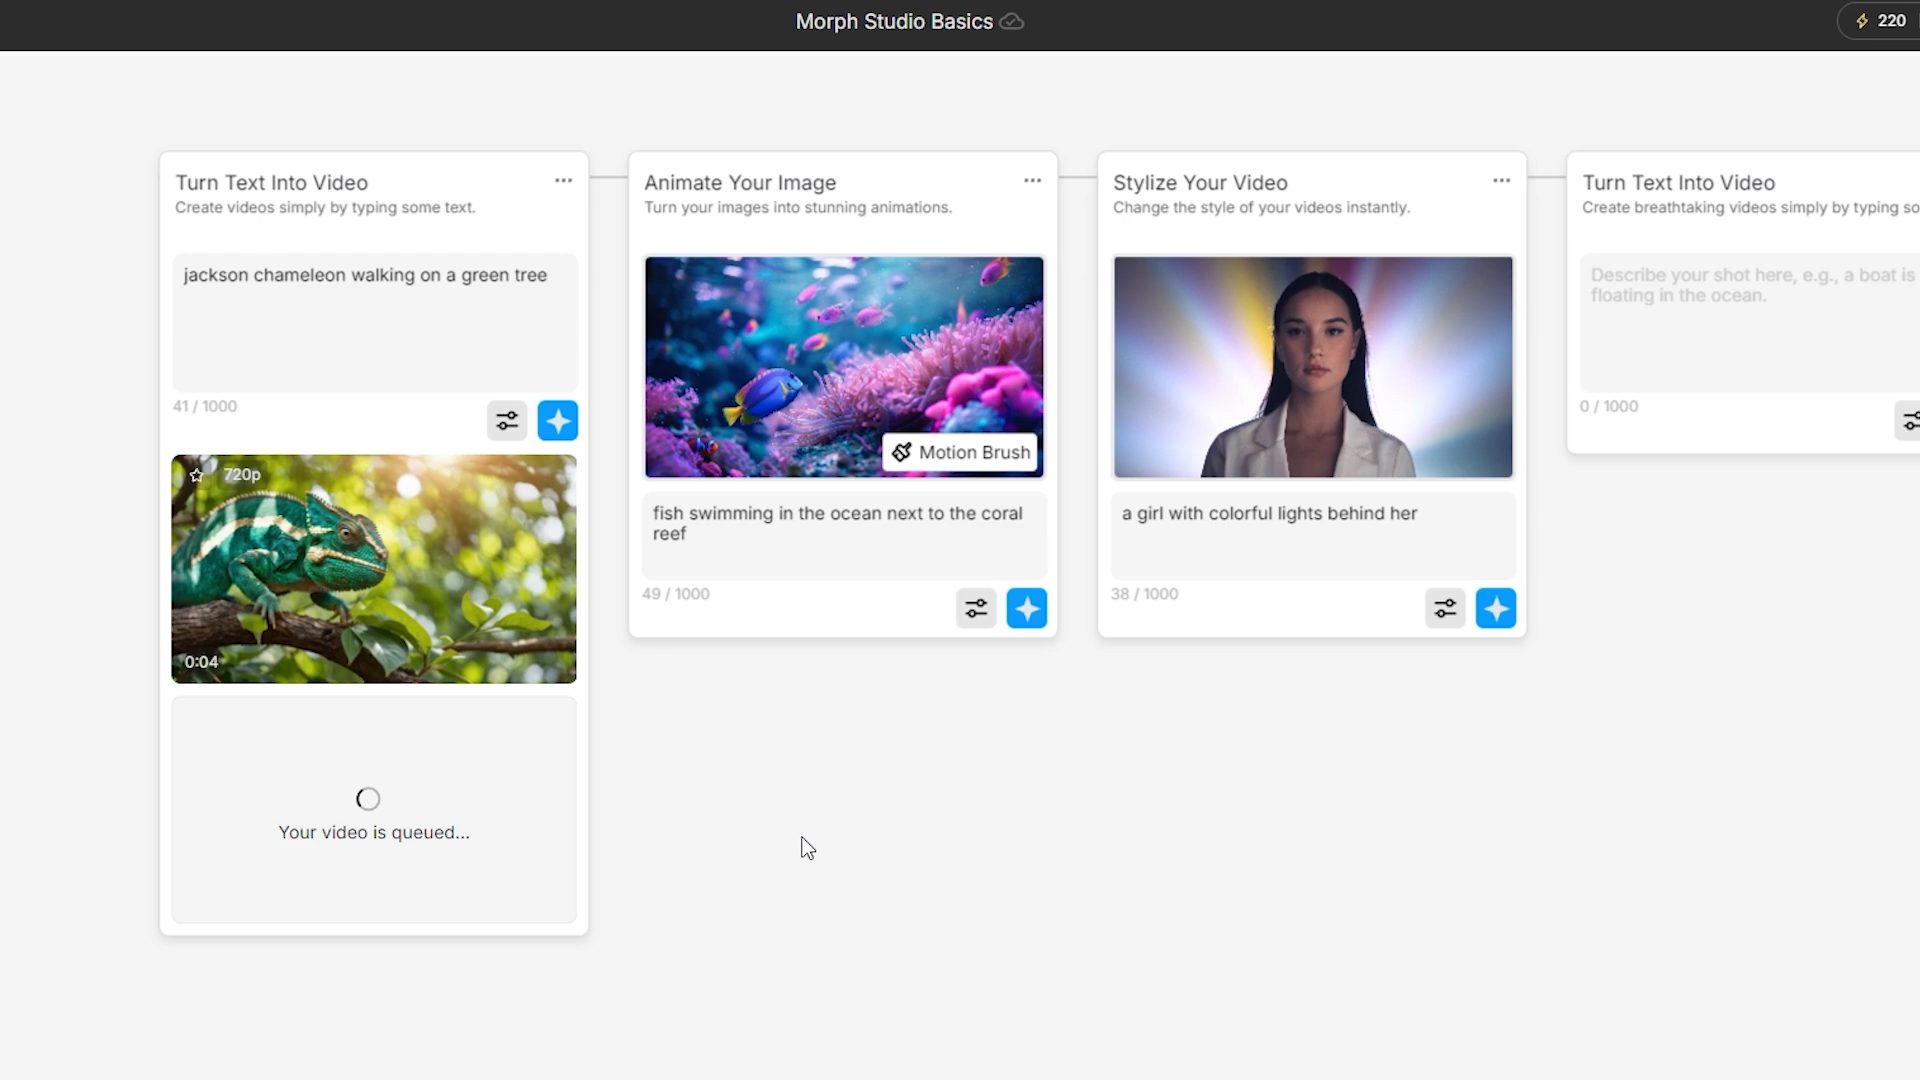 Morph Studio Basics
220
Turn Text Into Video
Create videos simply by typing some text.
jackson chameleon walking on a green tree
41 / 1000
720p
0:04
Your video is queued...
Animate Your Image
Turn your images into stunning animations.
Motion Brush
fish swimming in the ocean next to the coral
reef
49 / 1000
Stylize Your Video
Change the style of your videos instantly.
a girl with colorful lights behind her
38 / 1000
Turn Text Into Video
Create breathtaking videos simply by typing so
Describe your shot here, e.g., a boat is
floating in the ocean.
0 / 1000